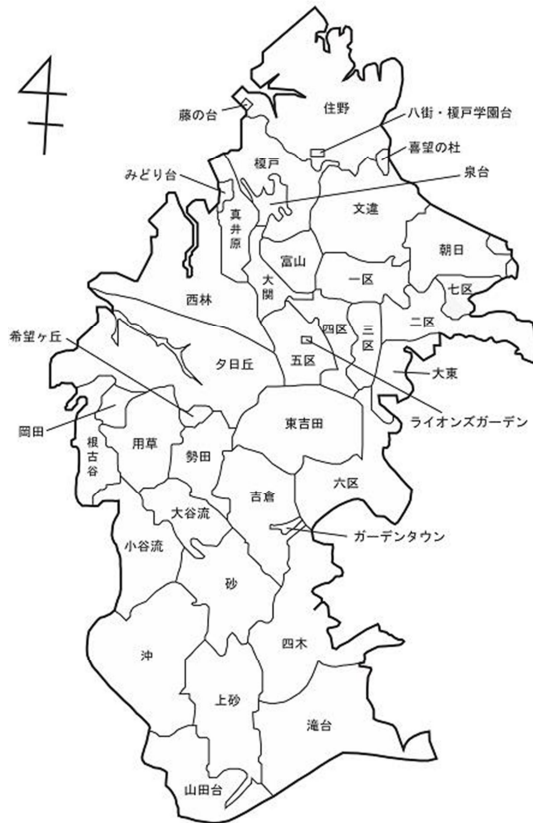 住野
藤の台
八街・榎戸学園台
喜望の杜
榎戸
みどり台
泉台
文違
真井原
朝日
富山
大関
一区
七区
西林
四区
三区
二区
希望ヶ丘
夕日丘
五区
大東
岡田
東吉田
ライオンズガーデン
用草
勢田
根古谷
吉倉
六区
大谷流
ガーデンタウン
小谷流
砂
四木
沖
上砂
滝台
山田台